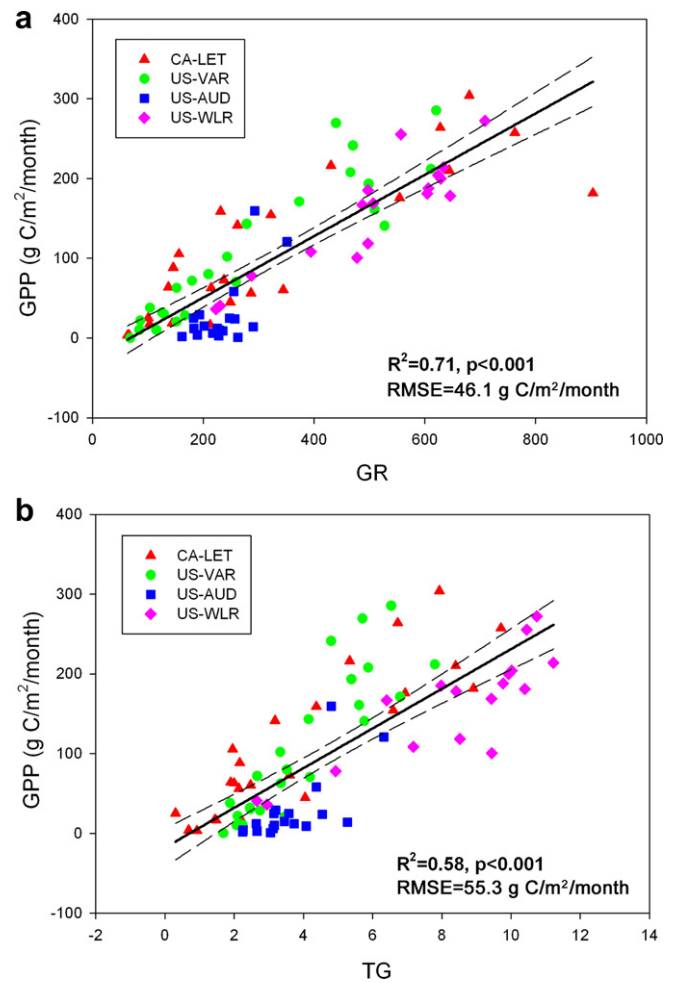 a
400
300
200
100
0
-100
GPP (g C/m²/month)
CA-LET
US-VAR
US-AUD
US-WLR
R²=0.71, p<0.001
RMSE=46.1 g C/m²/month
0 200 400 600 800 1000
GR
b
400
300
200
100
0
-100
GPP (g C/m²/month)
CA-LET
US-VAR
US-AUD
US-WLR
R²=0.58, p<0.001
RMSE=55.3 g C/m²/month
-2 0 2 4 6 8 10 12 14
TG